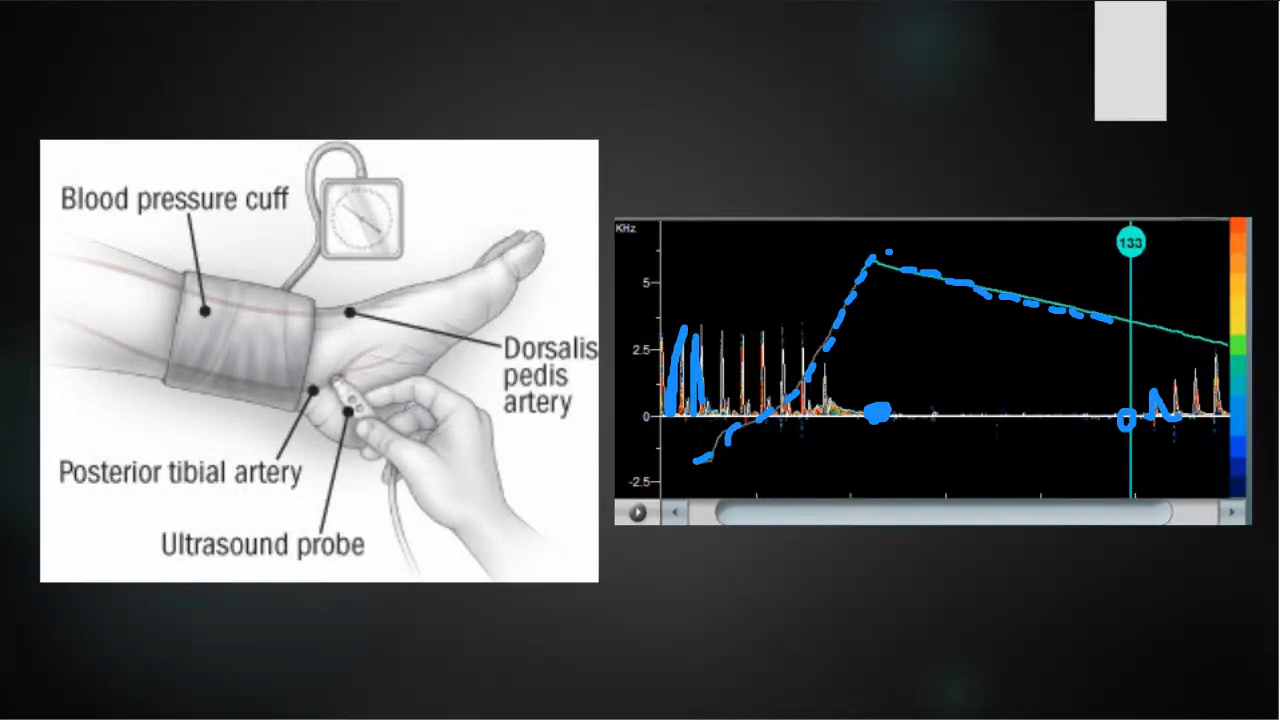 Blood pressure cuff
Dorsalis
pedis
artery
Posterior tibial artery
Ultrasound probe
KHz
133
5
2.5
0
-2.5